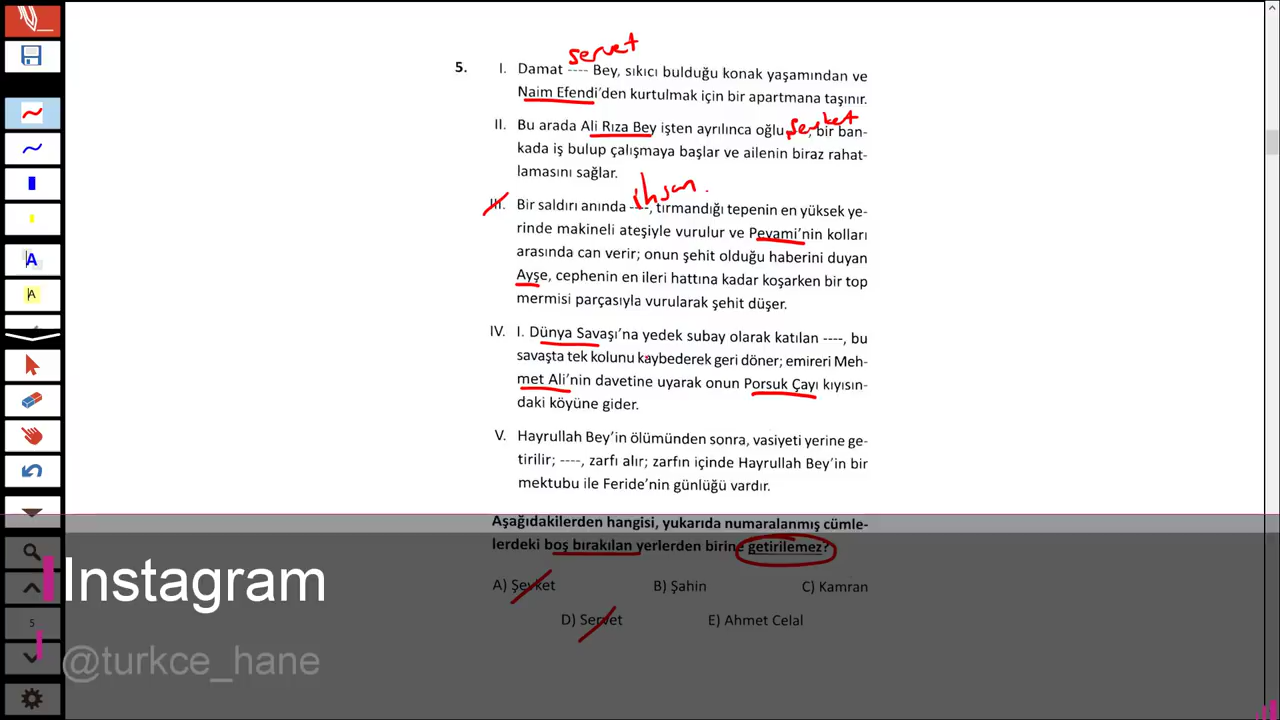 servet
5. I. Damat ---- Bey, sıkıcı bulduğu konak yaşamından ve
Naim Efendi’den kurtulmak için bir apartmana taşınır.
II. Bu arada Ali Rıza Bey işten ayrılınca oğlu şevket, bir ban-
kada iş bulup çalışmaya başlar ve ailenin biraz rahat-
lamasını sağlar.
ihsan.
III. Bir saldırı anında ----, tırmandığı tepenin en yüksek ye-
rinde makineli ateşiyle vurulur ve Peyami’nin kolları
arasında can verir; onun şehit olduğu haberini duyan
Ayşe, cephenin en ileri hattına kadar koşarken bir top
mermisi parçasıyla vurularak şehit düşer.
IV. I. Dünya Savaşı’na yedek subay olarak katılan ----, bu
savaşta tek kolunu kaybederek geri döner; emireri Meh-
met Ali’nin davetine uyarak onun Porsuk Çayı kıyısın-
daki köyüne gider.
V. Hayrullah Bey’in ölümünden sonra, vasiyeti yerine ge-
tirilir; ----, zarfı alır; zarfın içinde Hayrullah Bey’in bir
mektubu ile Feride’nin günlüğü vardır.
Aşağıdakilerden hangisi, yukarıda numaralanmış cümle-
lerdeki boş bırakılan yerlerden birine getirilemez?
A) Şevket B) Şahin C) Kamran
D) Servet E) Ahmet Celal
Instagram
@turkce_hane
A
A
5